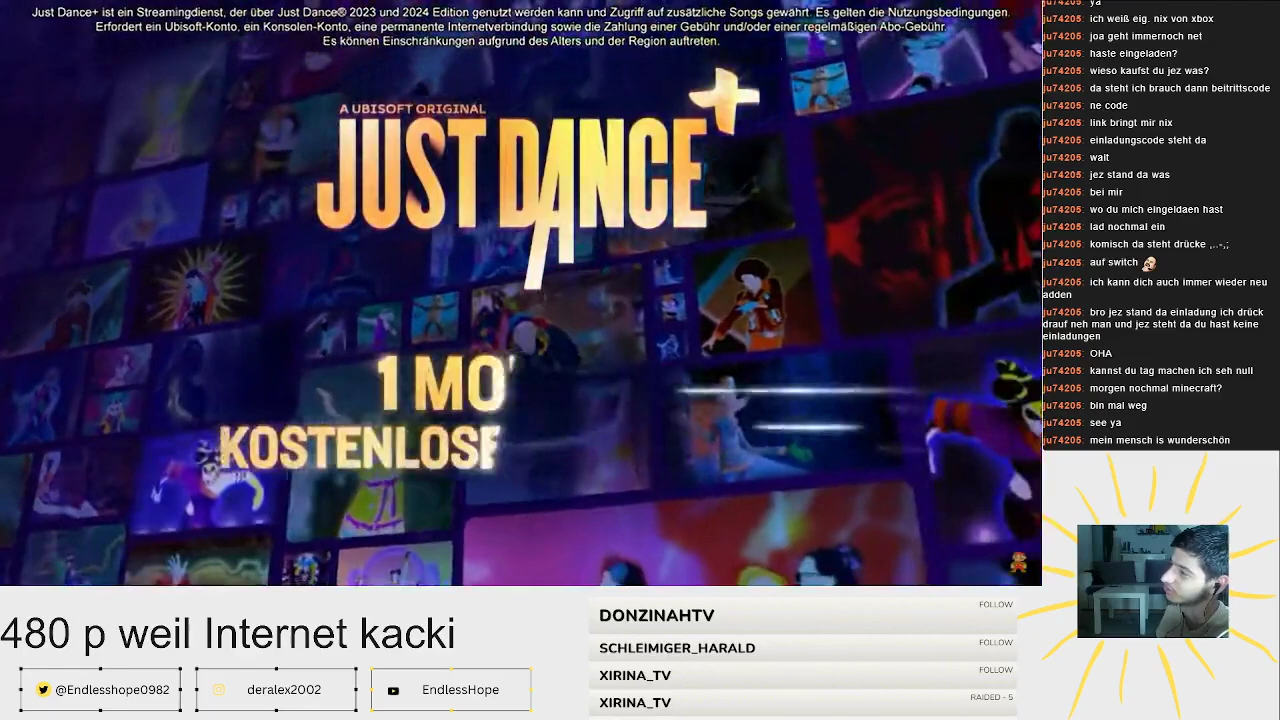 Just Dance+ ist ein Streamingdienst, der über Just Dance® 2023 und 2024 Edition genutzt werden kann und Zugriff auf zusätzliche Songs gewährt. Es gelten die Nutzungsbedingungen.
Erfordert ein Ubisoft-Konto, ein Konsolen-Konto, eine permanente Internetverbindung sowie die Zahlung einer Gebühr und/oder einer regelmäßigen Abo-Gebühr.
Es können Einschränkungen aufgrund des Alters und der Region auftreten.
A UBISOFT ORIGINAL
JUST DANCE+
1 MO
KOSTENLOSE
ju74205: ya
ju74205: ich weiß eig. nix von xbox
ju74205: joa geht immernoch net
ju74205: haste eingeladen?
ju74205: wieso kaufst du jez was?
ju74205: da steht ich brauch dann beitrittscode
ju74205: ne code
ju74205: link bringt mir nix
ju74205: einladungscode steht da
ju74205: wait
ju74205: jez stand da was
ju74205: bei mir
ju74205: wo du mich eingeldaen hast
ju74205: lad nochmal ein
ju74205: komisch da steht drücke ,..-,;
ju74205: auf switch
ju74205: ich kann dich auch immer wieder neu
adden
ju74205: bro jez stand da einladung ich drück
drauf neh man und jez steht da du hast keine
einladungen
ju74205: OHA
ju74205: kannst du tag machen ich seh null
ju74205: morgen nochmal minecraft?
ju74205: bin mal weg
ju74205: see ya
ju74205: mein mensch is wunderschön
480 p weil Internet kacki
@Endlesshope0982
deralex2002
EndlessHope
DONZINAHTV FOLLOW
SCHLEIMIGER_HARALD FOLLOW
XIRINA_TV FOLLOW
XIRINA_TV RAIDED - 5